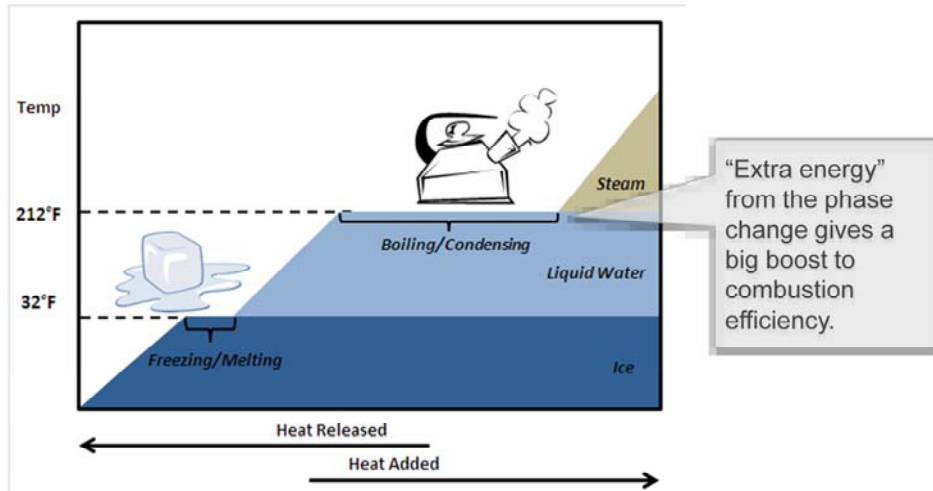 Temp
Steam
212°F
Boiling/Condensing
Liquid Water
32°F
Freezing/Melting
Ice
Heat Released
Heat Added
“Extra energy”
from the phase
change gives a
big boost to
combustion
efficiency.